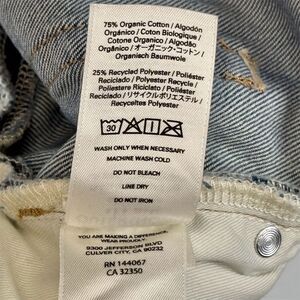 75% Organic Cotton / Algodón
Orgánico / Coton Biologique /
Cotone Organico / Algodão
Orgânico / オーガニック・コットン /
Organisch Baumwole
25% Recycled Polyester / Poliéster
Reciclado / Polyester Recyclé /
Poliestere Riciclato / Poliéster
Reciclado / リサイクルポリエステル /
Recyceltes Polyester
30
WASH ONLY WHEN NECESSARY
MACHINE WASH COLD
DO NOT BLEACH
LINE DRY
DO NOT IRON
YOU ARE MAKING A DIFFERENCE.
WEAR PROUDLY.
9300 JEFFERSON BLVD
CULVER CITY, CA 90232
RN 144067
CA 32350